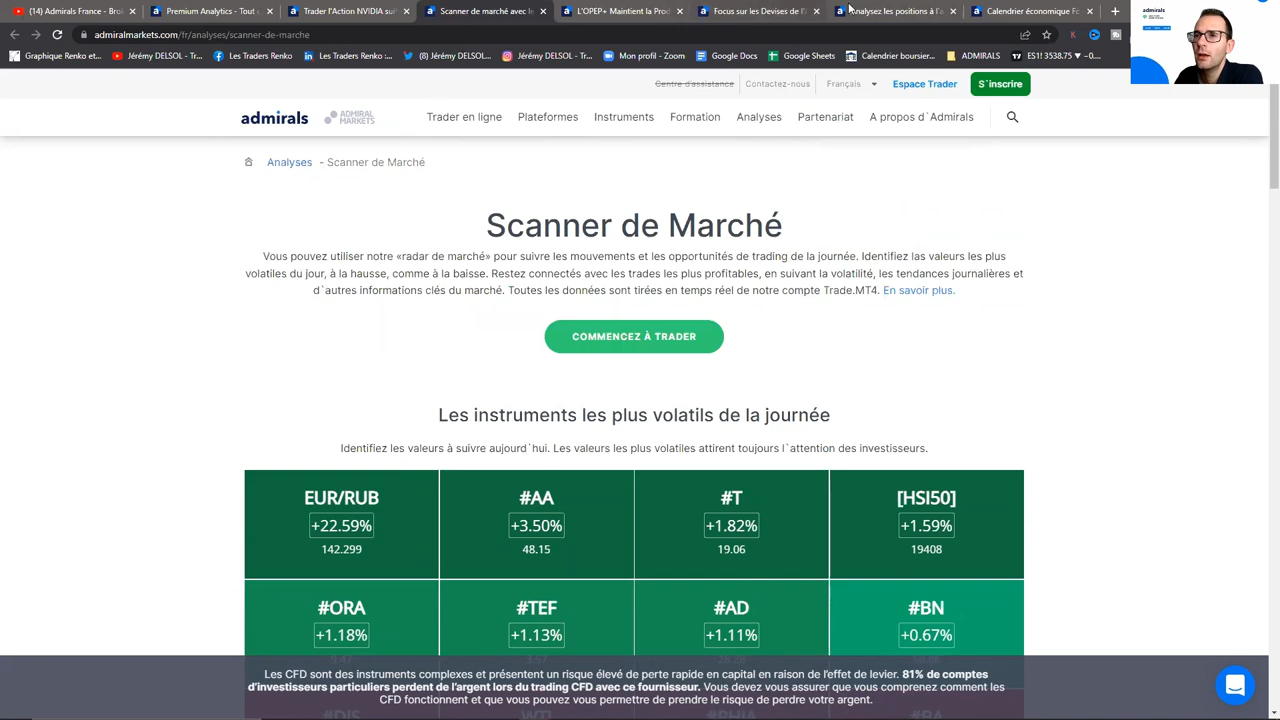 Admirals Markets (1) - Brok
Premium Analytics - Tout c
Trader l'Action NVIDIA sui
Scanner de marché avec le
L'OPEP+ Maintient la Prod
Focus sur les Devises de l'A
Analysez les positions à l'a
Calendrier économique Fo
admiralmarkets.com/fr/analyses/scanner-de-marche
Graphique Renko et...
Jérémy DELSOL - Yo...
Les Traders Renko
Les Traders Renko
(8) Jérémy DELSOL...
Jérémy DELSOL (@j...
Mon profil - Zoom
Google Docs
Google Sheets
Calendrier boursier...
ADMIRALS
ES1! 3538.75 ▼ −0....
admirals
Centre d'assistance
Contactez-nous
Français
Espace Trader
S`inscrire
admirals
ADMIRAL
MARKETS
Trader en ligne
Plateformes
Instruments
Formation
Analyses
Partenariat
A propos d`Admirals
Analyses - Scanner de Marché
Scanner de Marché
Vous pouvez utiliser notre «radar de marché» pour suivre les mouvements et les opportunités de trading de la journée. Identifiez las valeurs les plus
volatiles du jour, à la hausse, comme à la baisse. Restez connectés avec les trades les plus profitables, en suivant la volatilité, les tendances journalières et
d`autres informations clés du marché. Toutes les données sont tirées en temps réel de notre compte Trade.MT4. En savoir plus.
COMMENCEZ À TRADER
Les instruments les plus volatils de la journée
Identifiez les valeurs à suivre aujourd`hui. Les valeurs les plus volatiles attirent toujours l`attention des investisseurs.
EUR/RUB
+22.59%
142.299
#AA
+3.50%
48.15
#T
+1.82%
19.06
[HSI50]
+1.59%
19408
#ORA
+1.18%
#TEF
+1.13%
#AD
+1.11%
#BN
+0.67%
Les CFD sont des instruments complexes et présentent un risque élevé de perte rapide en capital en raison de l'effet de levier. 81% de comptes
d'investisseurs particuliers perdent de l'argent lors du trading CFD avec ce fournisseur. Vous devez vous assurer que vous comprenez comment les
CFD fonctionnent et que vous pouvez vous permettre de prendre le risque de perdre votre argent.
#DIS
WTI
#RHIA
#BA